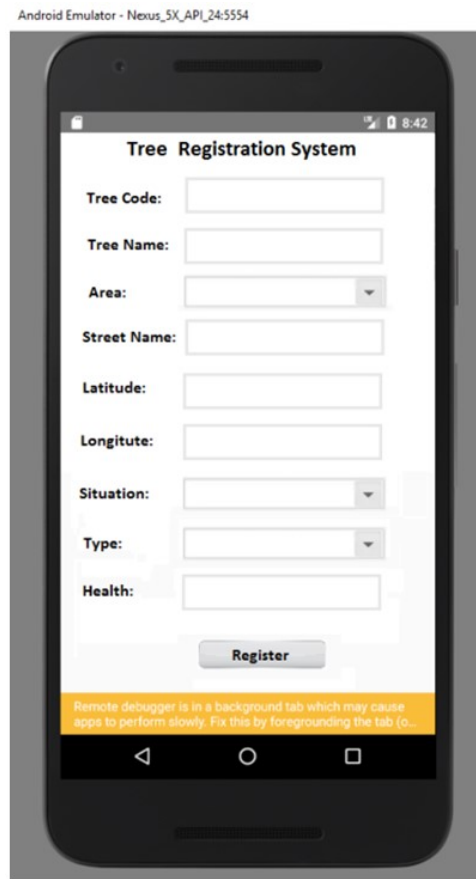 Android Emulator - Nexus_5X_API_24:5554
8:42
Tree Registration System
Tree Code:
Tree Name:
Area:
Street Name:
Latitude:
Longitute:
Situation:
Type:
Health:
Register
Remote debugger is in a background tab which may cause
apps to perform slowly. Fix this by foregrounding the tab (o...